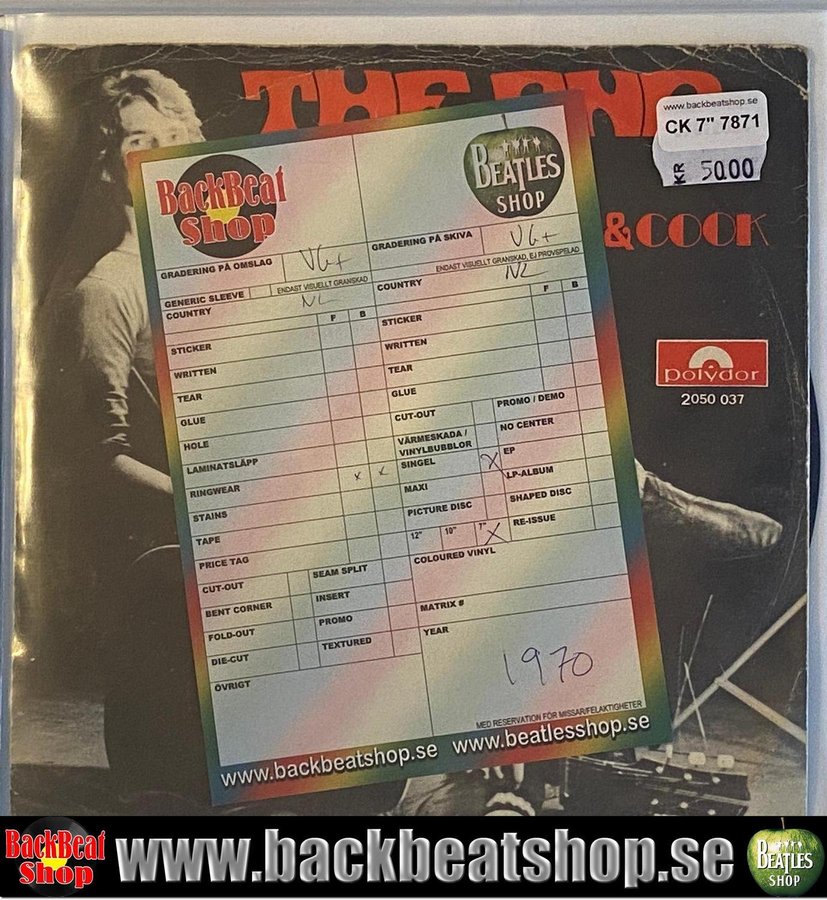 THE END
www.backbeatshop.se
CK 7" 7871
KR 50.00
&COOK
polydor
2050 037
BackBeat
Shop
BEATLES
SHOP
GRADERING PÅ OMSLAG VG+
GRADERING PÅ SKIVA VG+
ENDAST VISUELLT GRANSKAD
ENDAST VISUELLT GRANSKAD, EJ PROVSPELAD
GENERIC SLEEVE
COUNTRY NL
F B
STICKER
WRITTEN
TEAR
GLUE
HOLE
LAMINATSLÄPP
RINGWEAR x x
STAINS
TAPE
PRICE TAG
CUT-OUT
BENT CORNER
FOLD-OUT
DIE-CUT
SEAM SPLIT
INSERT
PROMO
TEXTURED
ÖVRIGT
COUNTRY NL
F B
STICKER
WRITTEN
TEAR
GLUE
CUT-OUT
VÄRMESKADA /
VINYLBUBBLOR
SINGEL X
MAXI
PICTURE DISC
12" 10" 7" X
PROMO / DEMO
NO CENTER
EP
LP-ALBUM
SHAPED DISC
RE-ISSUE
COLOURED VINYL
MATRIX #
YEAR
1970
MED RESERVATION FÖR MISSAR/FELAKTIGHETER
www.backbeatshop.se www.beatlesshop.se
BackBeat
Shop
www.backbeatshop.se
BEATLES
SHOP